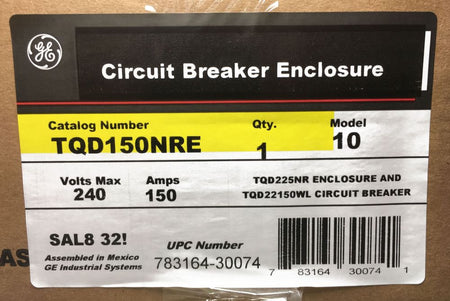 GE
Circuit Breaker Enclosure
Catalog Number Qty. Model
TQD150NRE 1 10
Volts Max Amps
240 150
TQD225NR ENCLOSURE AND
TQD22150WL CIRCUIT BREAKER
SAL8 32!
Assembled in Mexico
GE Industrial Systems
UPC Number
783164-30074
7 83164 30074 1
AS